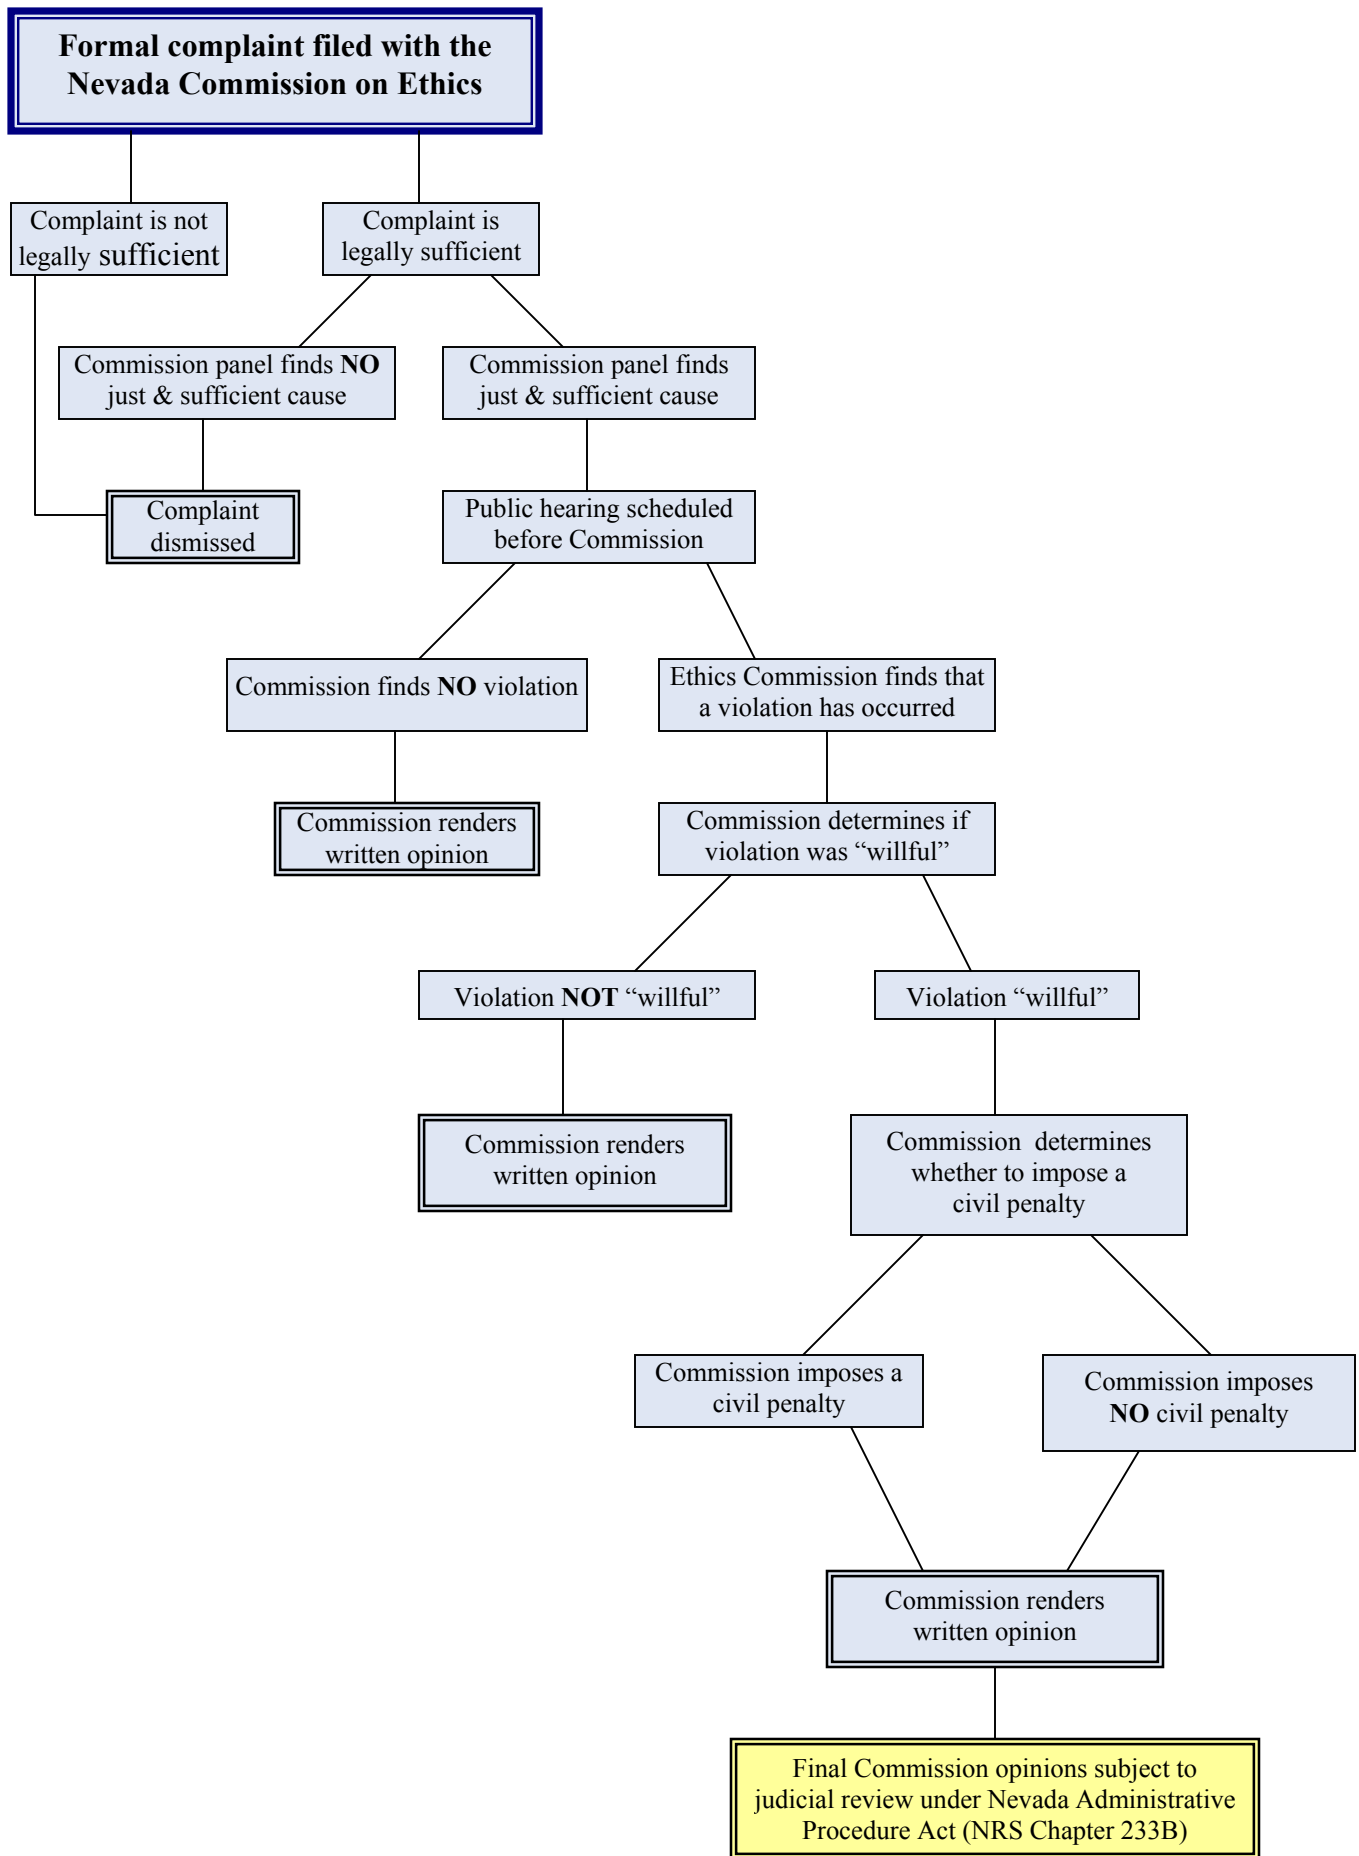 Formal complaint filed with the
Nevada Commission on Ethics
Complaint is not
legally sufficient
Complaint is
legally sufficient
Commission panel finds NO
just & sufficient cause
Commission panel finds
just & sufficient cause
Complaint
dismissed
Public hearing scheduled
before Commission
Commission finds NO violation
Ethics Commission finds that
a violation has occurred
Commission renders
written opinion
Commission determines if
violation was “willful”
Violation NOT “willful”
Violation “willful”
Commission renders
written opinion
Commission  determines
whether to impose a
civil penalty
Commission imposes a
civil penalty
Commission imposes
NO civil penalty
Commission renders
written opinion
Final Commission opinions subject to
judicial review under Nevada Administrative
Procedure Act (NRS Chapter 233B)